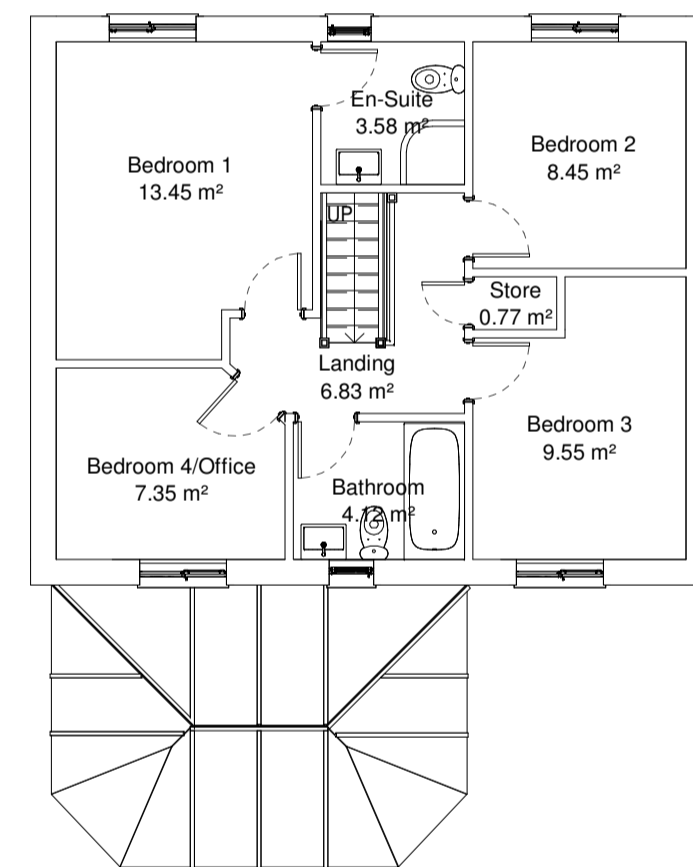 En-Suite
3.58 m²
Bedroom 1
13.45 m²
Bedroom 2
8.45 m²
UP
Store
0.77 m²
Landing
6.83 m²
Bedroom 3
9.55 m²
Bedroom 4/Office
7.35 m²
Bathroom
4.12 m²